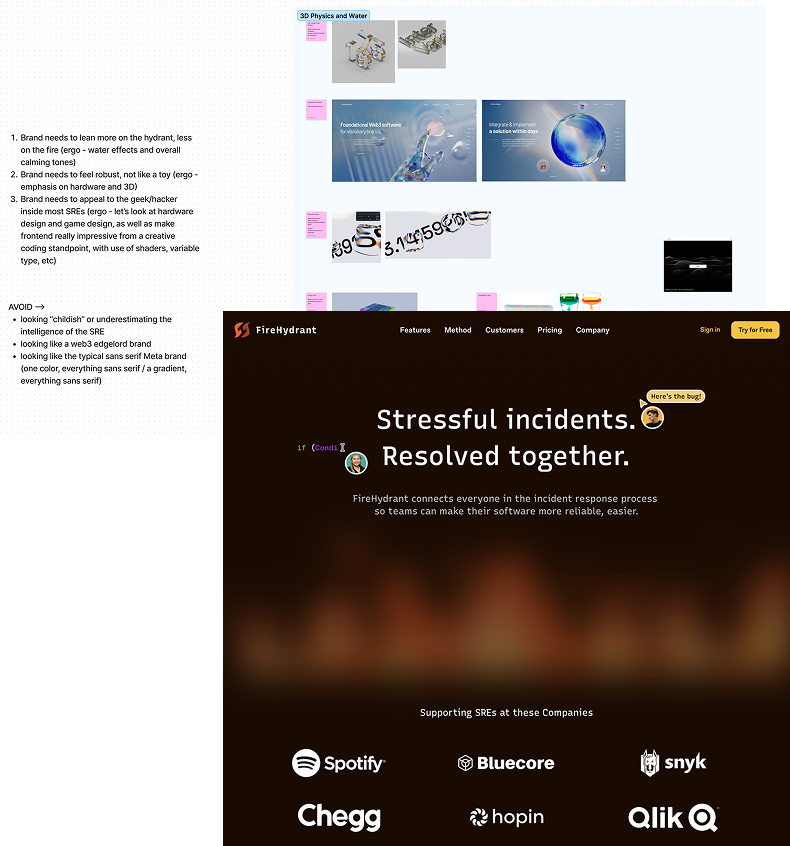 3D Physics and Water
Foundational Web3 software
for visionary brands
Integrate & Implement
a solution within days
1. Brand needs to lean more on the hydrant, less
on the fire (ergo - water effects and overall
calming tones)
2. Brand needs to feel robust, not like a toy (ergo -
emphasis on hardware and 3D)
3. Brand needs to appeal to the geek/hacker
inside most SREs (ergo - let's look at hardware
design and game design, as well as make
frontend really impressive from a creative
coding standpoint, with use of shaders, variable
type, etc)
AVOID →
• looking “childish” or underestimating the
intelligence of the SRE
• looking like a web3 edgelord brand
• looking like the typical sans serif Meta brand
(one color, everything sans serif / a gradient,
everything sans serif)
FireHydrant
Features Method Customers Pricing Company
Sign in
Try for Free
Here's the bug!
Stressful incidents.
if (Condi
Resolved together.
FireHydrant connects everyone in the incident response process
so teams can make their software more reliable, easier.
Supporting SREs at these Companies
Spotify
Bluecore
snyk
Chegg
hopin
Qlik